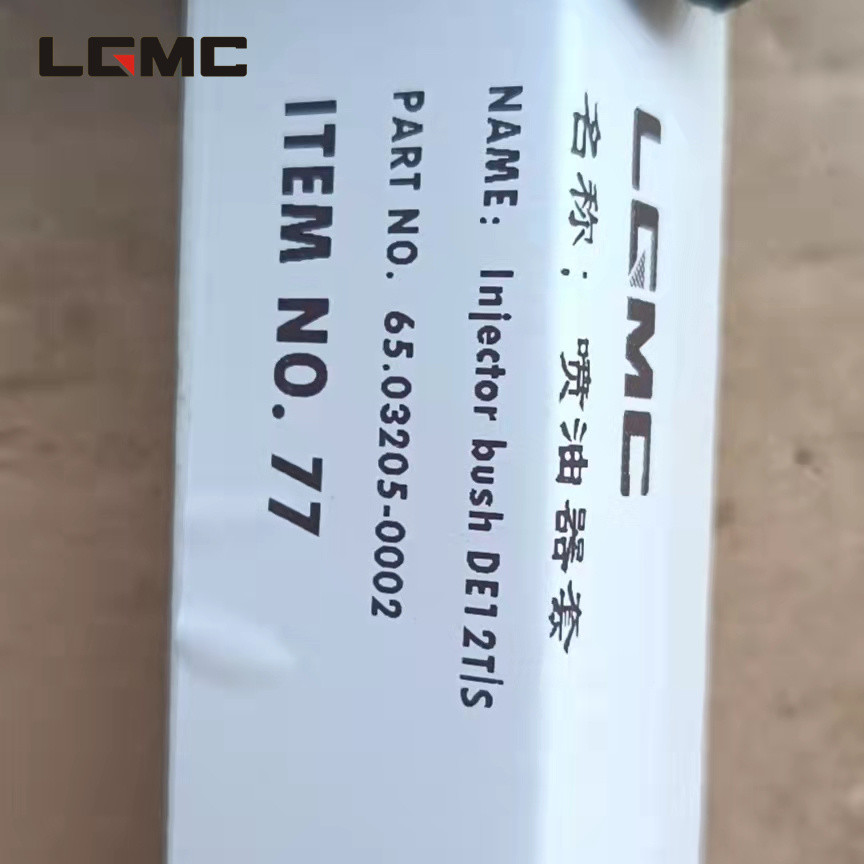 LGMC
LGMC
名称： 喷油器套
NAME: Injector bush DE12T/S
PART NO. 65.03205-0002
ITEM NO. 77